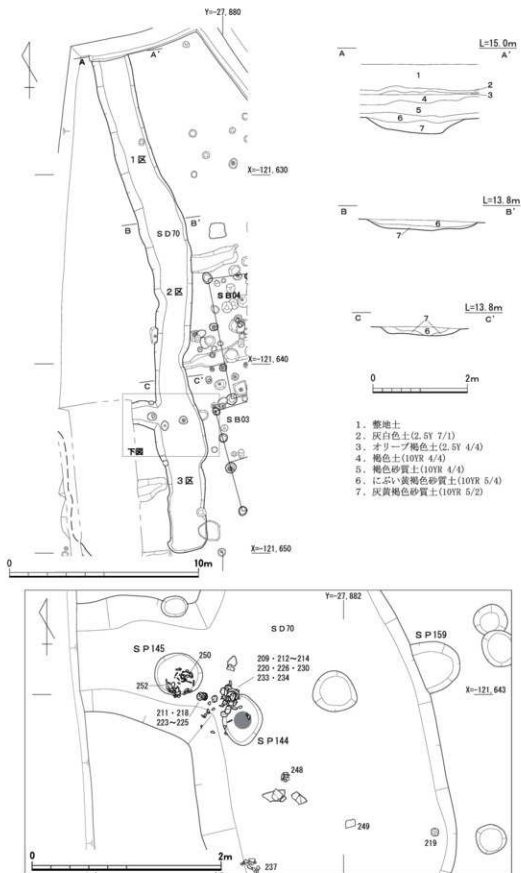 Y=-27,880
A
A'
1区
X=-121,630
B
B'
SD70
2区
SB04
X=-121,640
C
C'
SB03
下図
3区
X=-121,650
0
10m
L=15.0m
A
A'
1
2
3
4
5
6
7
L=13.8m
B
B'
6
7
L=13.8m
C
C'
7
6
0
2m
1. 整地土
2. 灰白色土(2.5Y 7/1)
3. オリーブ褐色土(2.5Y 4/4)
4. 褐色土(10YR 4/4)
5. 褐色砂質土(10YR 4/4)
6. にぶい黄褐色砂質土(10YR 5/4)
7. 灰黄褐色砂質土(10YR 5/2)
Y=-27,882
SD70
SP145
250
209・212〜214
220・226・230
233・234
SP159
252
X=-121,643
211・218
223〜225
SP144
248
249
219
0
2m
237